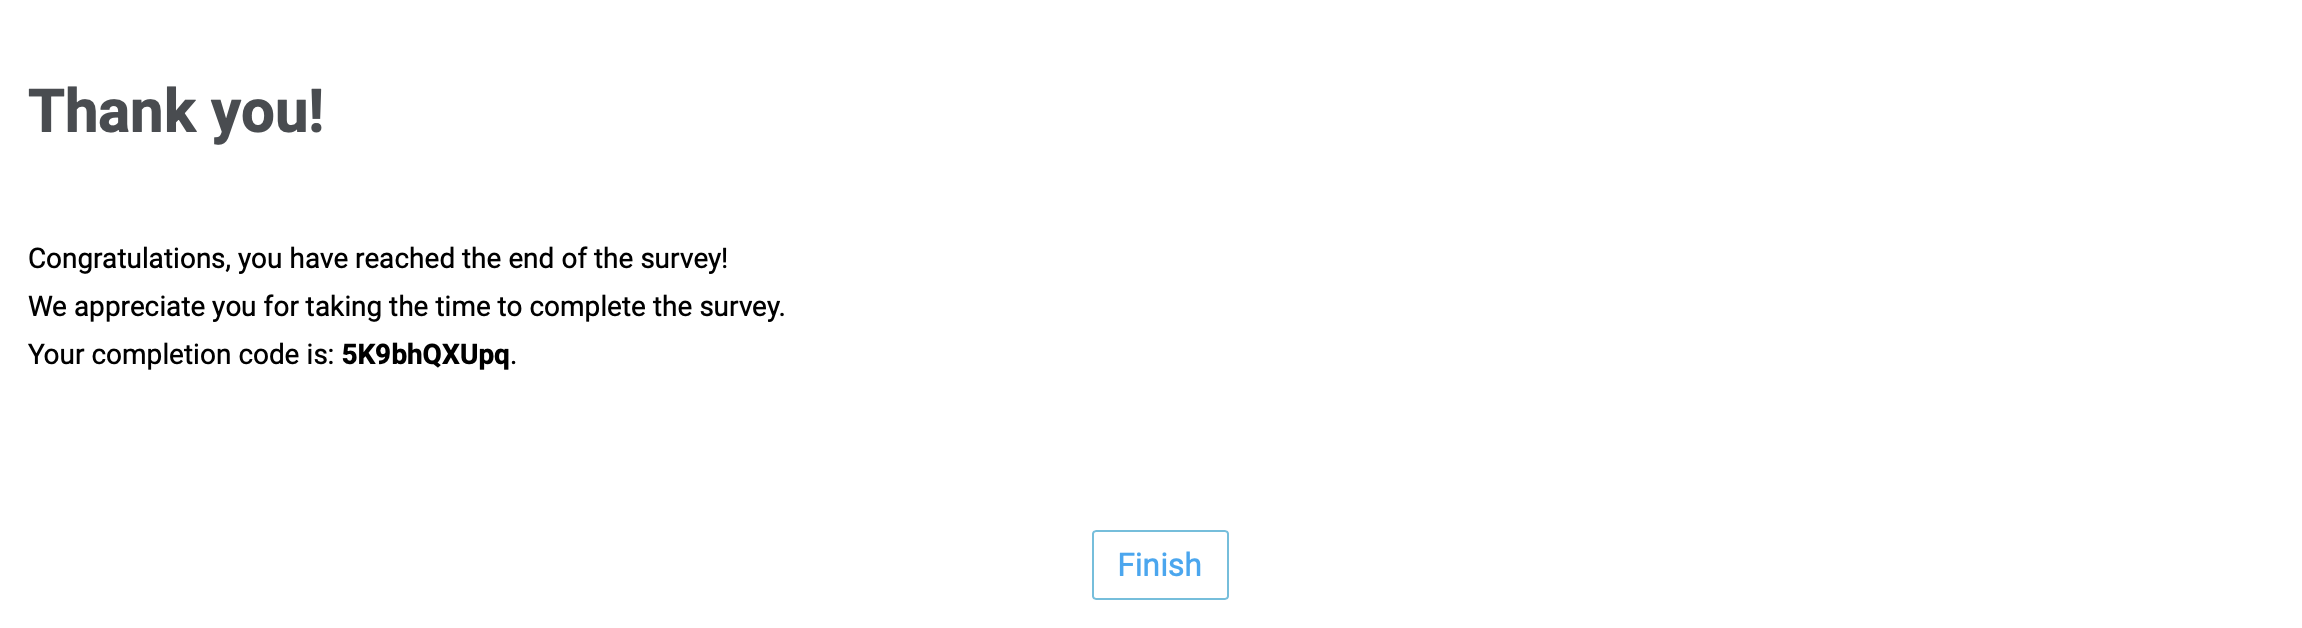 Thank you!
Congratulations, you have reached the end of the survey!
We appreciate you for taking the time to complete the survey.
Your completion code is: 5K9bhQXUpq.
Finish